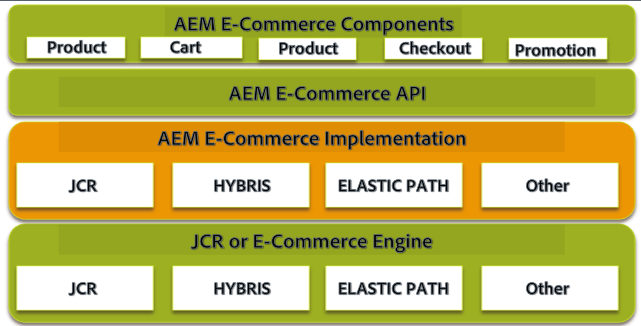 AEM E-Commerce Components
Product Cart Product Checkout Promotion
AEM E-Commerce API
AEM E-Commerce Implementation
JCR HYBRIS ELASTIC PATH Other
JCR or E-Commerce Engine
JCR HYBRIS ELASTIC PATH Other